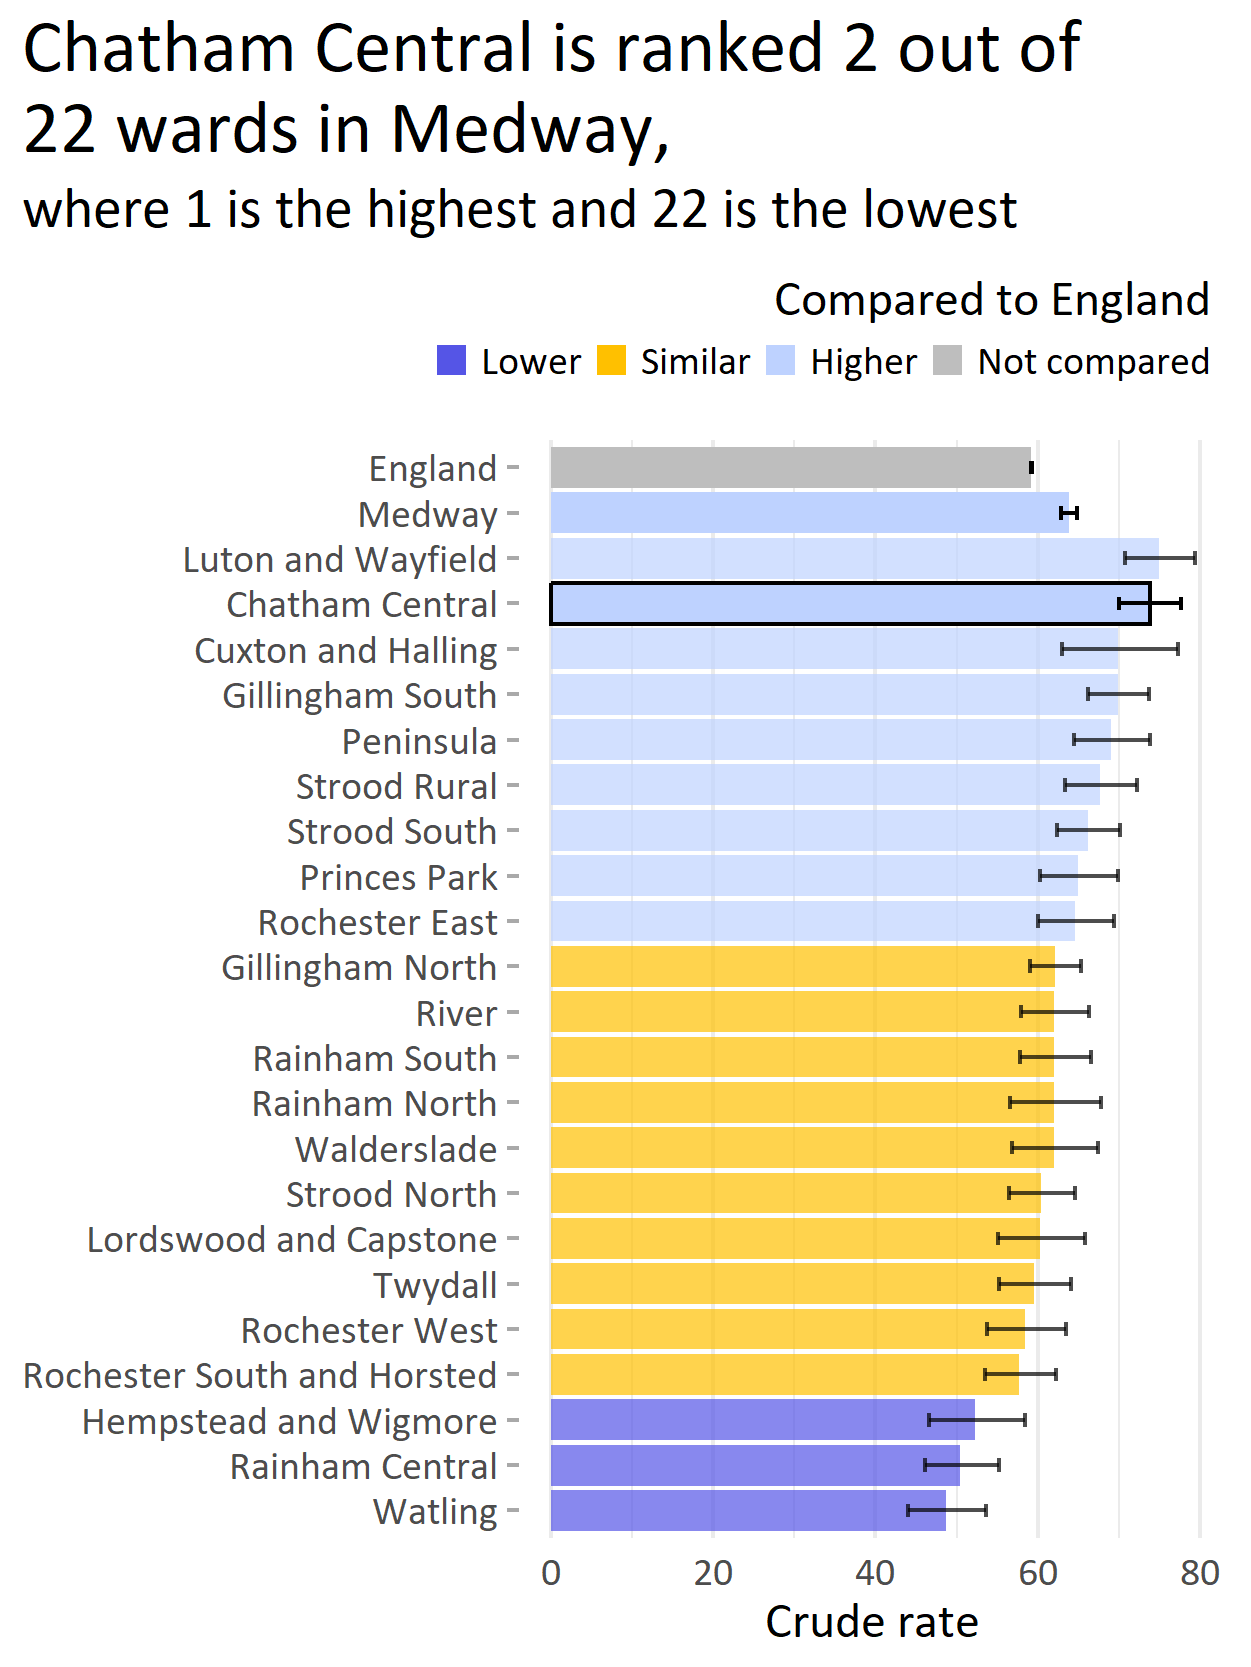 Chatham Central is ranked 2 out of
22 wards in Medway,
where 1 is the highest and 22 is the lowest
Compared to England
Lower Similar Higher Not compared
England
Medway
Luton and Wayfield
Chatham Central
Cuxton and Halling
Gillingham South
Peninsula
Strood Rural
Strood South
Princes Park
Rochester East
Gillingham North
River
Rainham South
Rainham North
Walderslade
Strood North
Lordswood and Capstone
Twydall
Rochester West
Rochester South and Horsted
Hempstead and Wigmore
Rainham Central
Watling
0 20 40 60 80
Crude rate